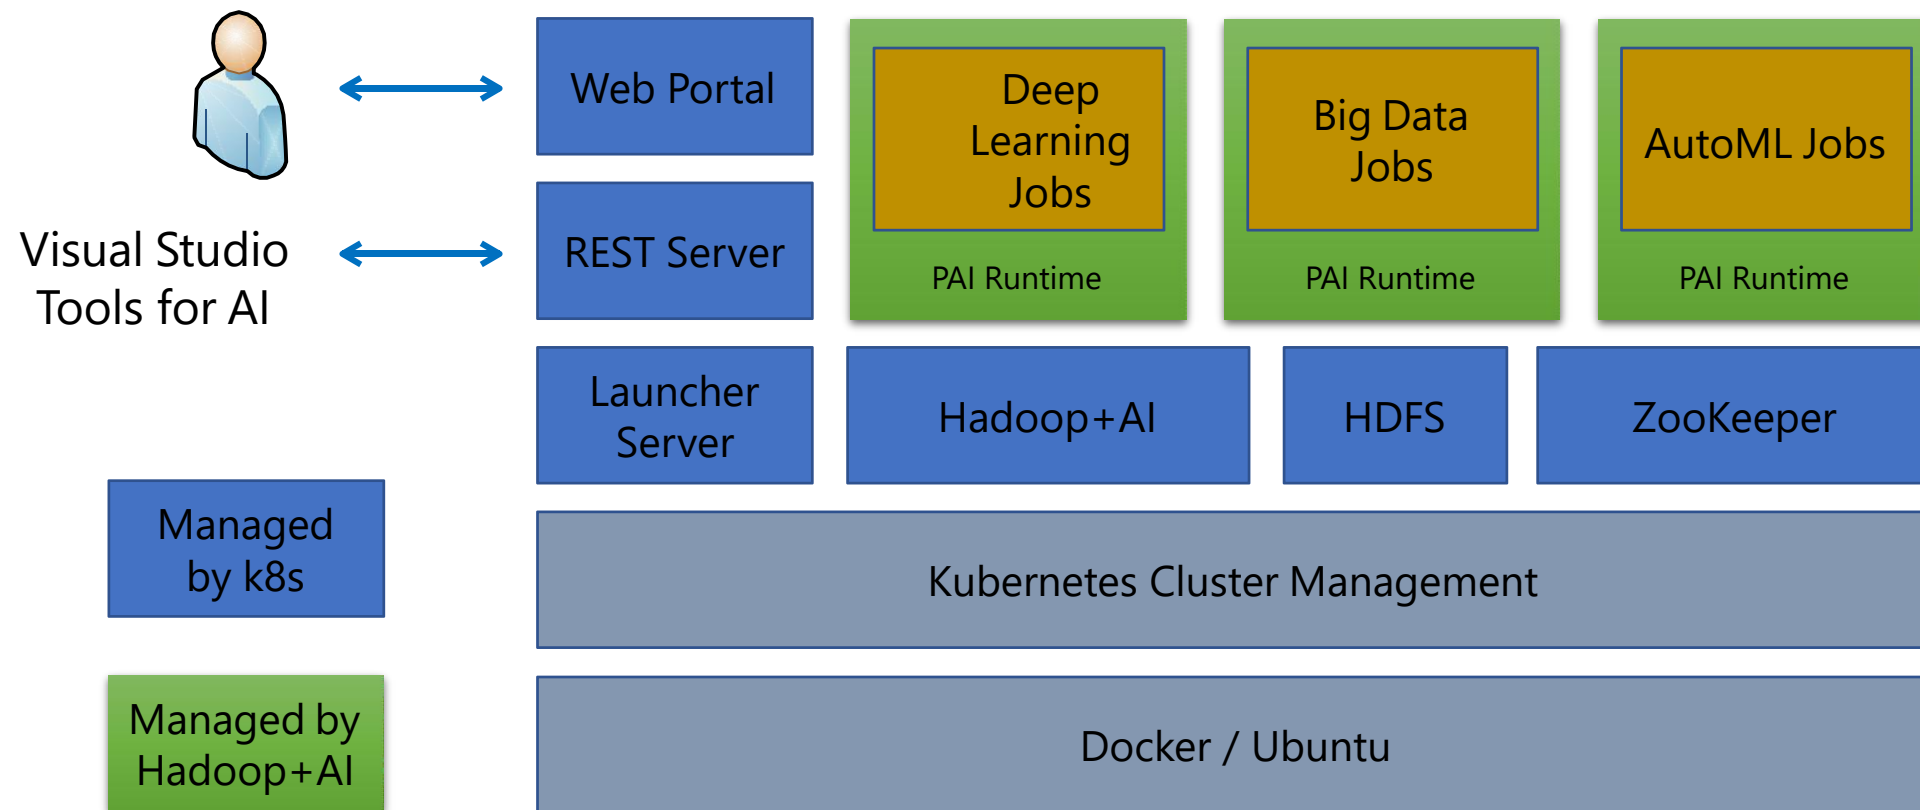 Web Portal
Deep
Learning
Jobs
PAI Runtime
Big Data
Jobs
PAI Runtime
AutoML Jobs
PAI Runtime
Visual Studio
Tools for AI
REST Server
Launcher
Server
Hadoop+AI
HDFS
ZooKeeper
Managed
by k8s
Kubernetes Cluster Management
Managed by
Hadoop+AI
Docker / Ubuntu